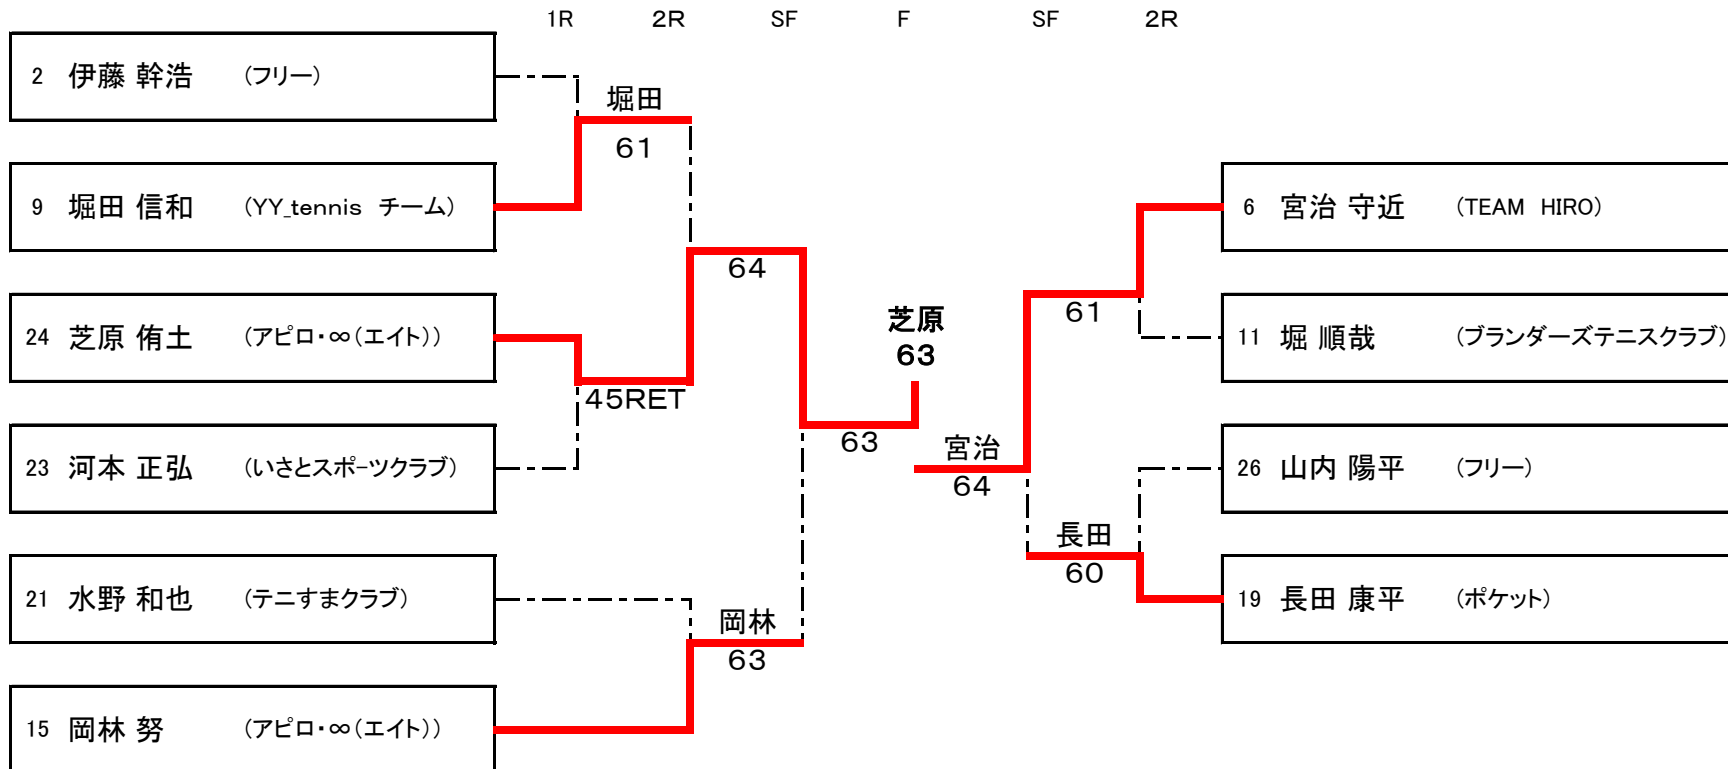 1R 2R SF F SF 2R
2 伊藤 幹浩 (フリー)
堀田
61
9 堀田 信和 (YY_tennis チーム)
6 宮治 守近 (TEAM HIRO)
64
61
24 芝原 侑士 (アピロ・∞(エイト))
芝原
63
11 堀 順哉 (ブランダーズテニスクラブ)
45RET
63
宮治
64
23 河本 正弘 (いさとスポーツクラブ)
26 山内 陽平 (フリー)
長田
60
21 水野 和也 (テニすまクラブ)
岡林
63
19 長田 康平 (ポケット)
15 岡林 努 (アピロ・∞(エイト))